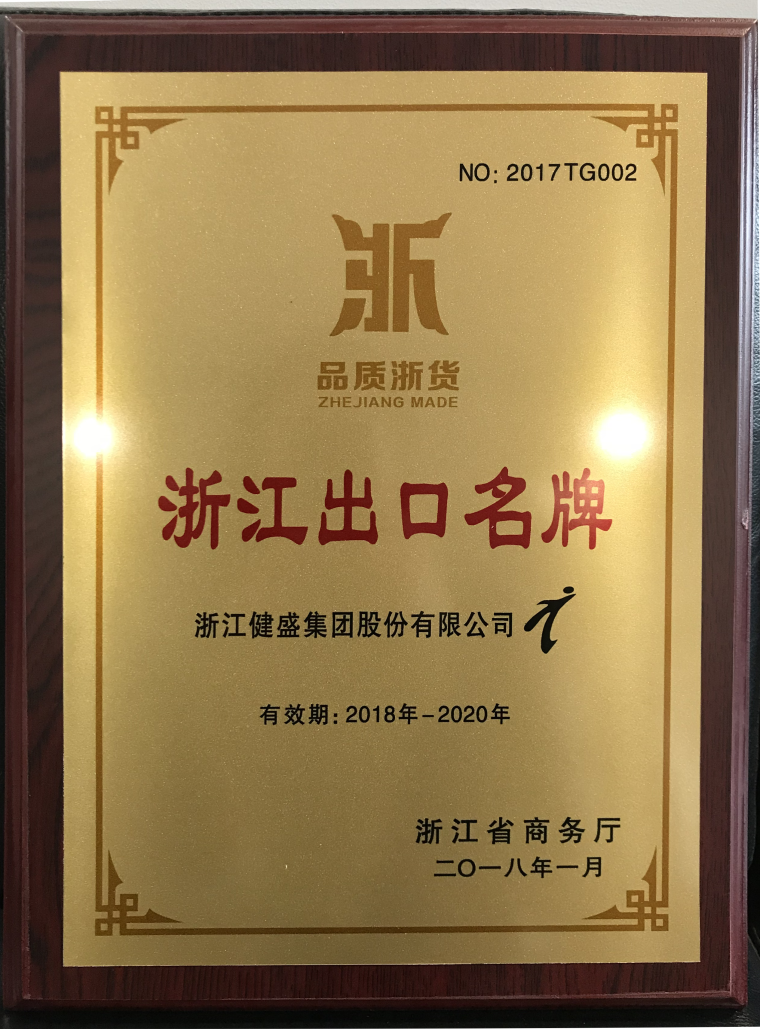 NO: 2017TG002
浙
品质浙货
ZHEJIANG MADE
浙江出口名牌
浙江健盛集团股份有限公司
有效期: 2018年-2020年
浙江省商务厅
二〇一八年一月